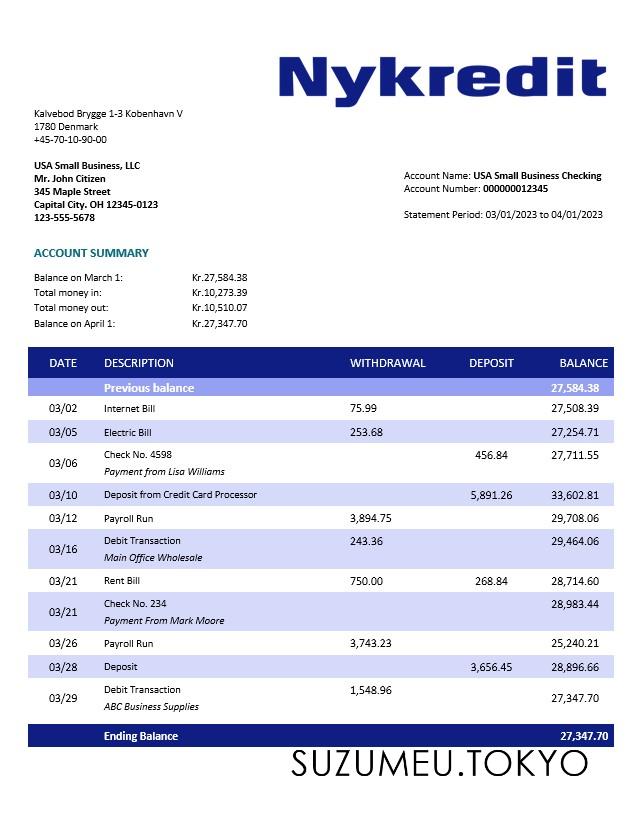 Nykredit
Kalvebod Brygge 1-3 Kobenhavn V
1780 Denmark
+45-70-10-90-00
USA Small Business, LLC
Mr. John Citizen
345 Maple Street
Capital City. OH 12345-0123
123-555-5678
Account Name: USA Small Business Checking
Account Number: 000000012345
Statement Period: 03/01/2023 to 04/01/2023
ACCOUNT SUMMARY
Balance on March 1: Kr.27,584.38
Total money in: Kr.10,273.39
Total money out: Kr.10,510.07
Balance on April 1: Kr.27,347.70
DATE DESCRIPTION WITHDRAWAL DEPOSIT BALANCE
Previous balance 27,584.38
03/02 Internet Bill 75.99 27,508.39
03/05 Electric Bill 253.68 27,254.71
03/06 Check No. 4598 456.84 27,711.55
Payment from Lisa Williams
03/10 Deposit from Credit Card Processor 5,891.26 33,602.81
03/12 Payroll Run 3,894.75 29,708.06
03/16 Debit Transaction 243.36 29,464.06
Main Office Wholesale
03/21 Rent Bill 750.00 268.84 28,714.60
03/21 Check No. 234 28,983.44
Payment From Mark Moore
03/26 Payroll Run 3,743.23 25,240.21
03/28 Deposit 3,656.45 28,896.66
03/29 Debit Transaction 1,548.96 27,347.70
ABC Business Supplies
Ending Balance 27,347.70
SUZUMEU.TOKYO